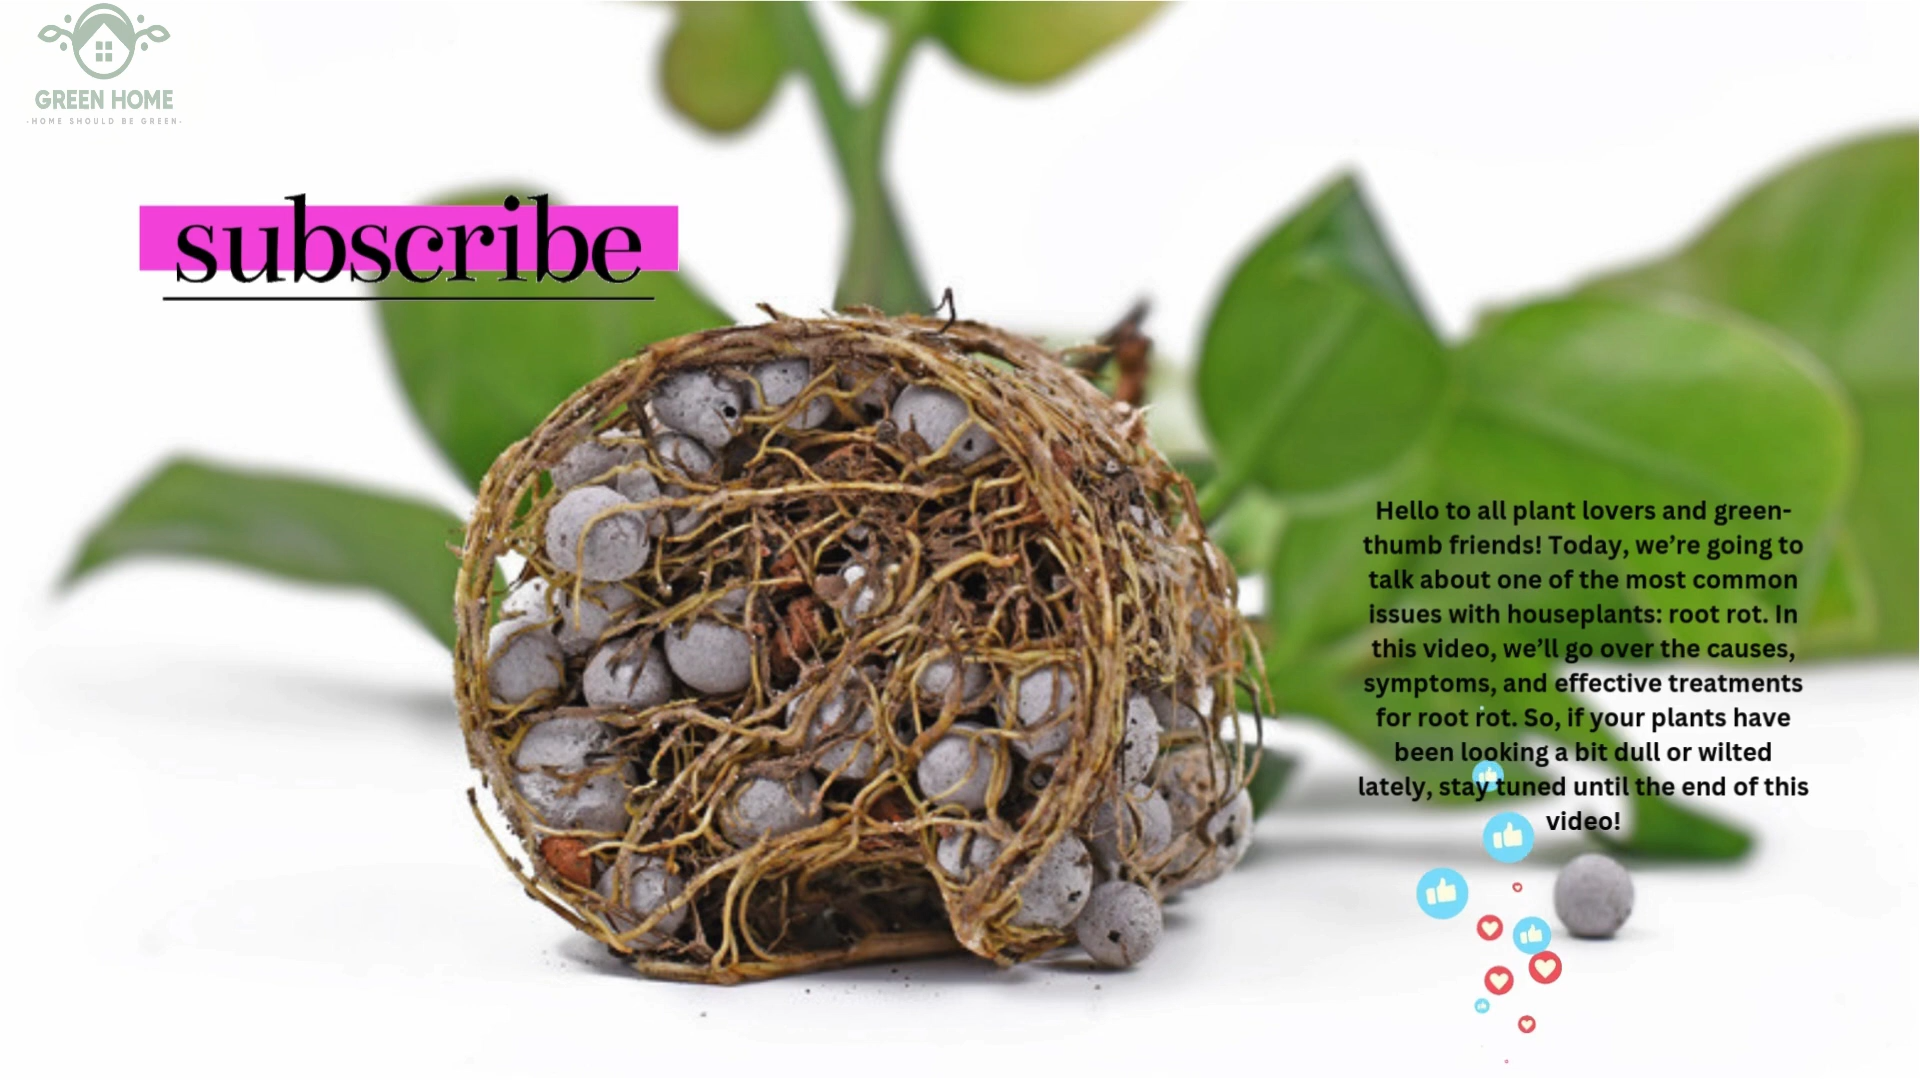 GREEN HOME
-HOME SHOULD BE GREEN-
subscribe
Hello to all plant lovers and green-
thumb friends! Today, we’re going to
talk about one of the most common
issues with houseplants: root rot. In
this video, we’ll go over the causes,
symptoms, and effective treatments
for root rot. So, if your plants have
been looking a bit dull or wilted
lately, stay tuned until the end of this
video!